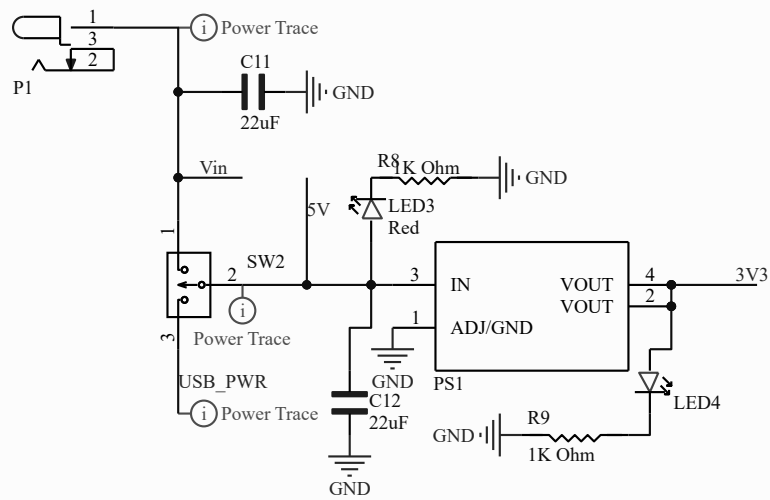 1
i Power Trace
3
2
P1
C11
GND
22uF
R8
1K Ohm
Vin
GND
5V
LED3
Red
1
SW2
2
3
IN
VOUT
4
3V3
VOUT
2
i
1
ADJ/GND
Power Trace
3
GND
PS1
USB_PWR
C12
LED4
i Power Trace
22uF
R9
GND
1K Ohm
GND